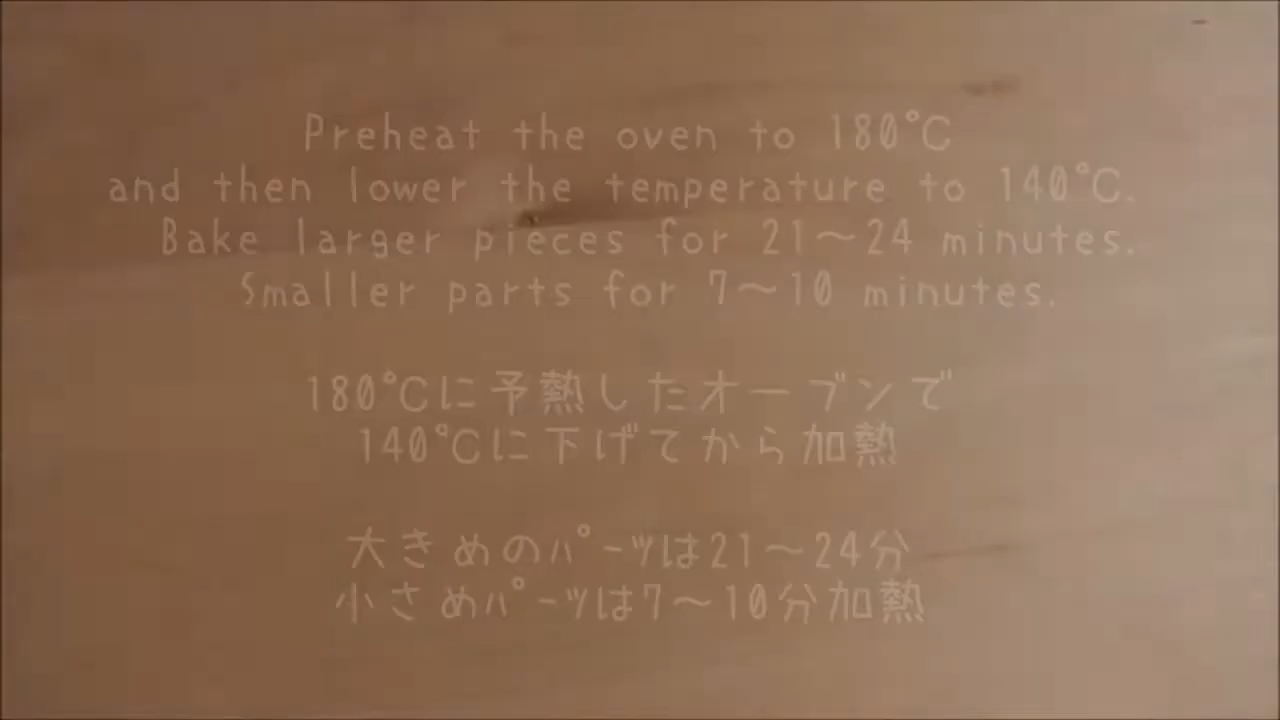 Preheat the oven to 180°C
and then lower the temperature to 140°C.
Bake larger pieces for 21～24 minutes.
Smaller parts for 7～10 minutes.
180°Cに予熱したオーブンで
140°Cに下げてから加熱
大きめのﾊﾟｰﾂは21～24分
小さめﾊﾟｰﾂは7～10分加熱